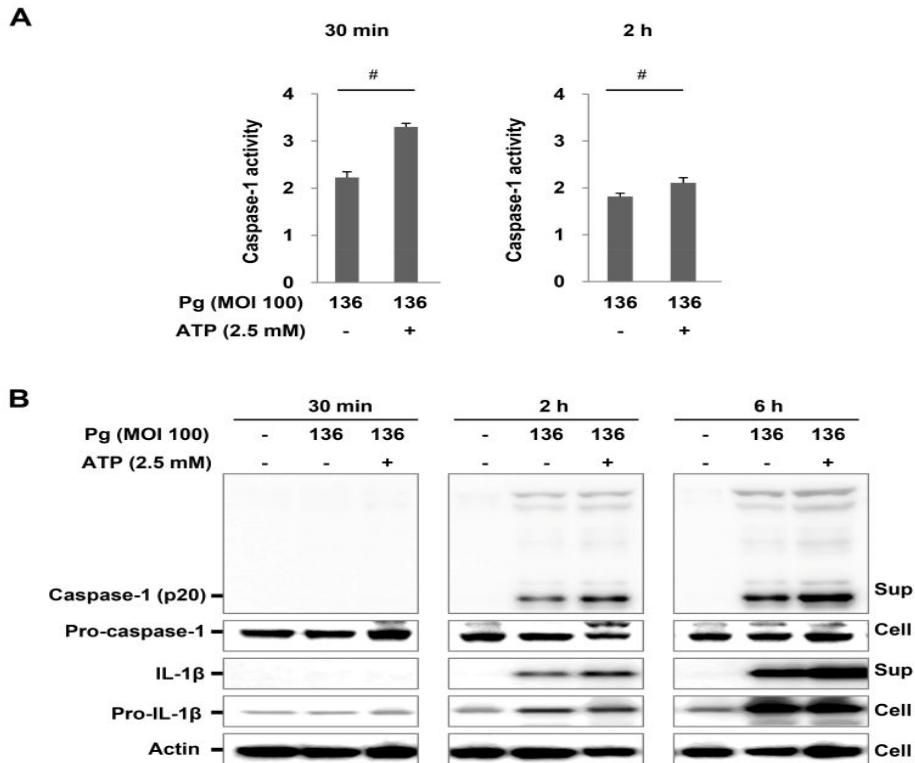 A
30 min 2 h
# #
Caspase-1 activity
4
3
2
1
0
Caspase-1 activity
4
3
2
1
0
Pg (MOI 100) 136 136 136 136
ATP (2.5 mM) - + - +
B
30 min 2 h 6 h
Pg (MOI 100) - 136 136 - 136 136 - 136 136
ATP (2.5 mM) - - + - - + - - +
Caspase-1 (p20) Sup
Pro-caspase-1 Cell
IL-1β Sup
Pro-IL-1β Cell
Actin Cell